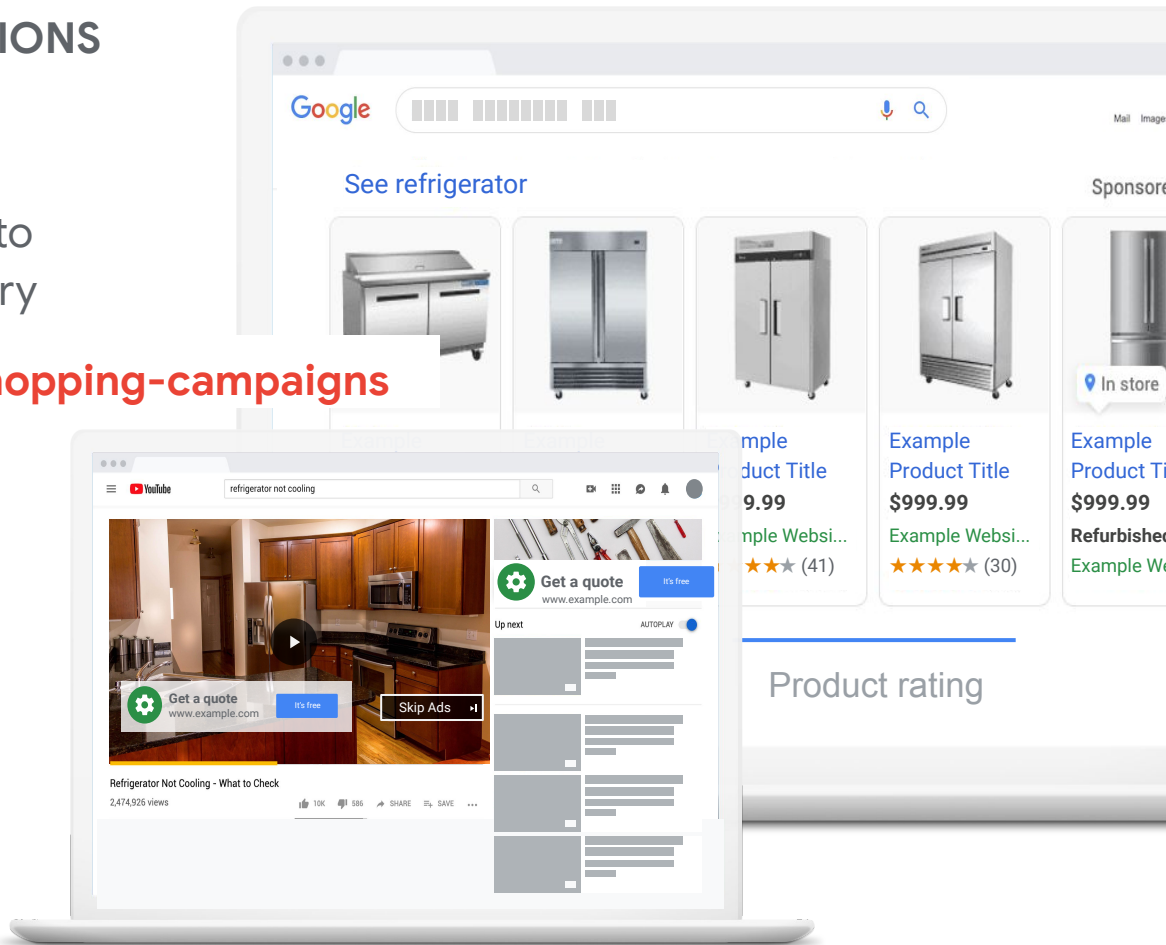 IONS
to
ry
hopping-campaigns
Google
Mail Image
See refrigerator
Sponsore
In store
mple
duct Title
9.99
mple Websi...
(41)
Example
Product Title
$999.99
Example Websi...
(30)
Example
Product Ti
$999.99
Refurbished
Example We
Product rating
YouTube
refrigerator not cooling
Get a quote
www.example.com
It's free
Skip Ads
Refrigerator Not Cooling - What to Check
2,474,926 views
10K 586 SHARE SAVE
Get a quote
www.example.com
It's free
Up next
AUTOPLAY